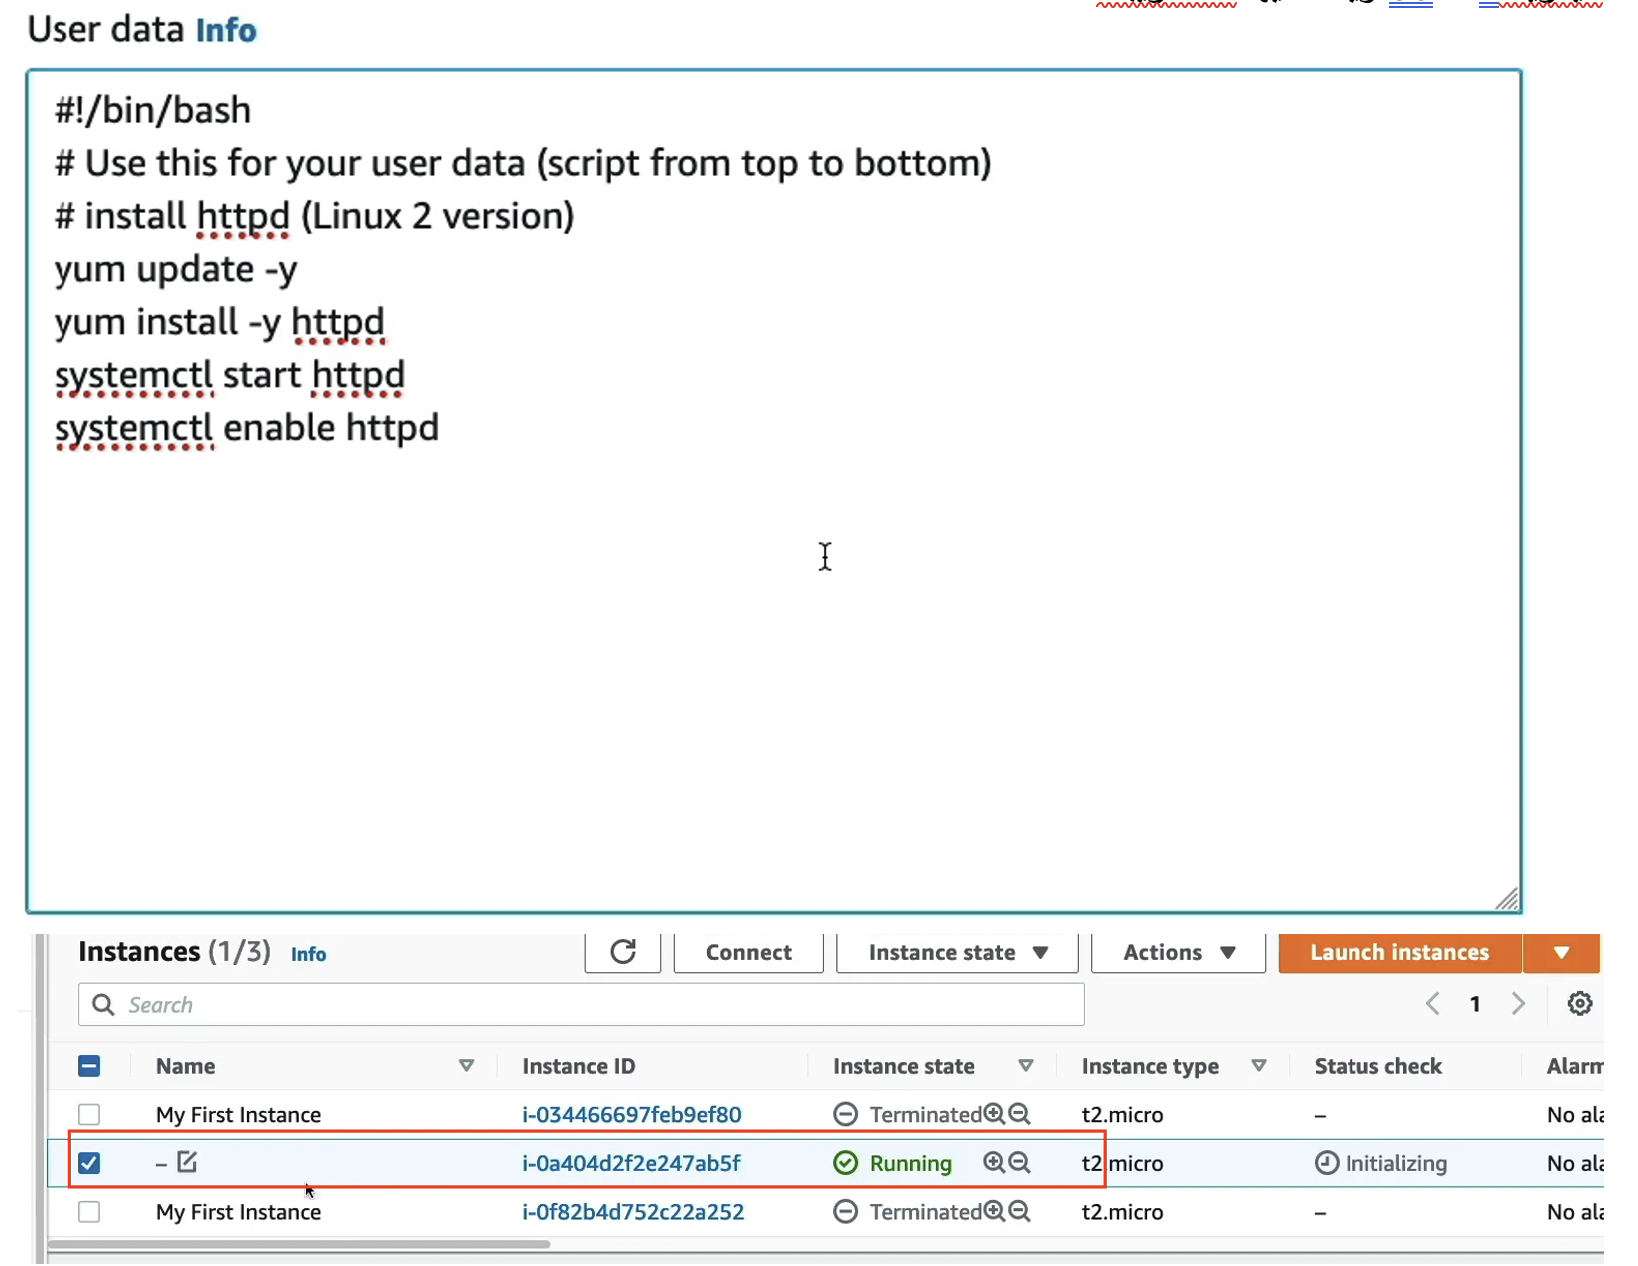 User data Info
#!/bin/bash
# Use this for your user data (script from top to bottom)
# install httpd (Linux 2 version)
yum update -y
yum install -y httpd
systemctl start httpd
systemctl enable httpd
Instances (1/3) Info Connect Instance state Actions Launch instances
Search 1
Name Instance ID Instance state Instance type Status check Alarm
My First Instance i-034466697feb9ef80 Terminated t2.micro – No ala
– i-0a404d2f2e247ab5f Running t2.micro Initializing No ala
My First Instance i-0f82b4d752c22a252 Terminated t2.micro – No ala